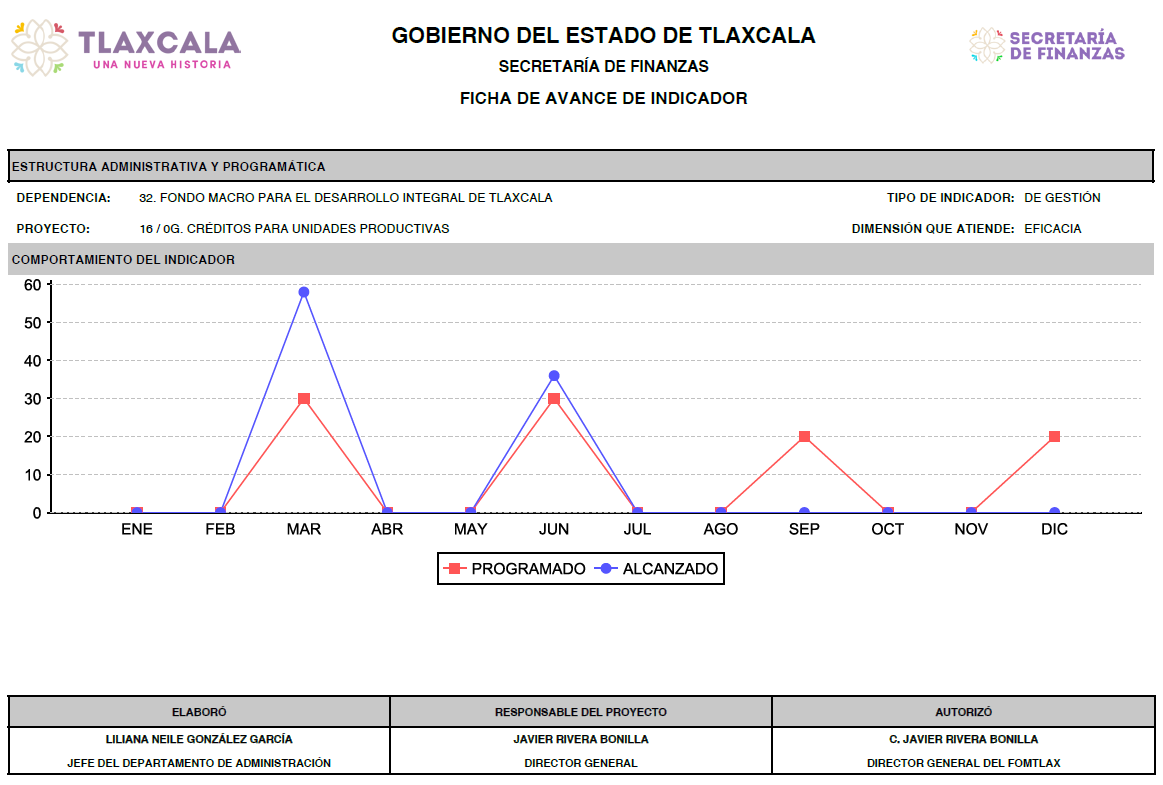 TLAXCALA
UNA NUEVA HISTORIA
GOBIERNO DEL ESTADO DE TLAXCALA
SECRETARÍA DE FINANZAS
FICHA DE AVANCE DE INDICADOR
SECRETARÍA
DE FINANZAS
ESTRUCTURA ADMINISTRATIVA Y PROGRAMÁTICA
DEPENDENCIA: 32. FONDO MACRO PARA EL DESARROLLO INTEGRAL DE TLAXCALA TIPO DE INDICADOR: DE GESTIÓN
PROYECTO: 16 / 0G. CRÉDITOS PARA UNIDADES PRODUCTIVAS DIMENSIÓN QUE ATIENDE: EFICACIA
COMPORTAMIENTO DEL INDICADOR
60
50
40
30
20
10
0
ENE FEB MAR ABR MAY JUN JUL AGO SEP OCT NOV DIC
PROGRAMADO ALCANZADO
ELABORÓ RESPONSABLE DEL PROYECTO AUTORIZÓ
LILIANA NEILE GONZÁLEZ GARCÍA JAVIER RIVERA BONILLA C. JAVIER RIVERA BONILLA
JEFE DEL DEPARTAMENTO DE ADMINISTRACIÓN DIRECTOR GENERAL DIRECTOR GENERAL DEL FOMTLAX